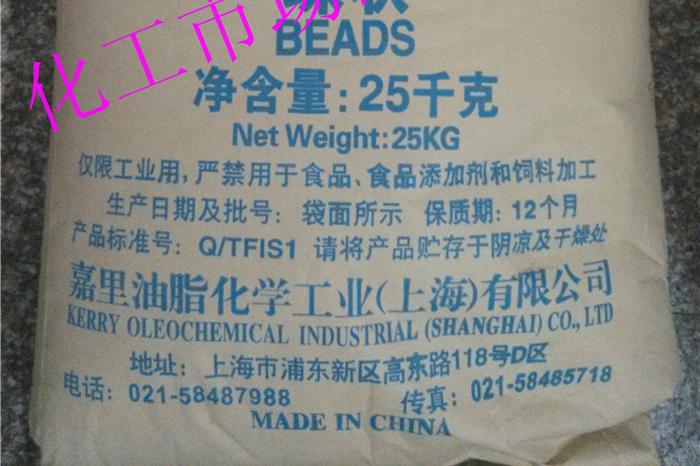 化工市场
珠状
BEADS
净含量:25千克
Net Weight:25KG
仅限工业用,严禁用于食品、食品添加剂和饲料加工
生产日期及批号: 袋面所示 保质期:12个月
产品标准号: Q/TFIS1 请将产品贮存于阴凉及干燥处
嘉里油脂化学工业(上海)有限公司
KERRY OLEOCHEMICAL INDUSTRIAL (SHANGHAI) CO., LTD
地址: 上海市浦东新区高东路118号D区
电话: 021-58487988 传真: 021-58485718
MADE IN CHINA